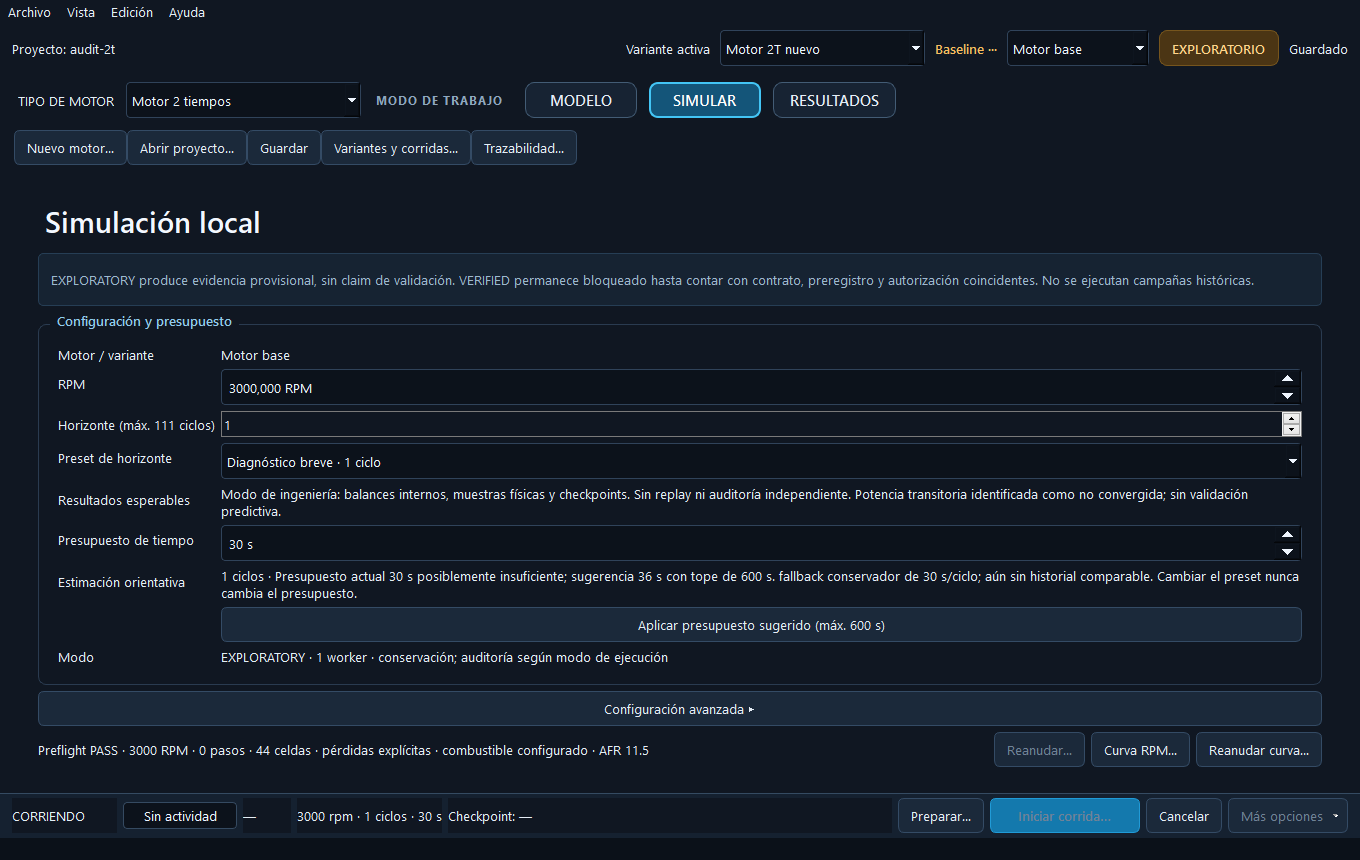 Archivo Vista Edición Ayuda
Proyecto: audit-2t Variante activa Motor 2T nuevo Baseline ··· Motor base EXPLORATORIO Guardado
TIPO DE MOTOR Motor 2 tiempos MODO DE TRABAJO MODELO SIMULAR RESULTADOS
Nuevo motor... Abrir proyecto... Guardar Variantes y corridas... Trazabilidad...
Simulación local
EXPLORATORY produce evidencia provisional, sin claim de validación. VERIFIED permanece bloqueado hasta contar con contrato, preregistro y autorización coincidentes. No se ejecutan campañas históricas.
Configuración y presupuesto
Motor / variante Motor base
RPM 3000,000 RPM
Horizonte (máx. 111 ciclos) 1
Preset de horizonte Diagnóstico breve · 1 ciclo
Resultados esperables Modo de ingeniería: balances internos, muestras físicas y checkpoints. Sin replay ni auditoría independiente. Potencia transitoria identificada como no convergida; sin validación
predictiva.
Presupuesto de tiempo 30 s
Estimación orientativa 1 ciclos · Presupuesto actual 30 s posiblemente insuficiente; sugerencia 36 s con tope de 600 s. fallback conservador de 30 s/ciclo; aún sin historial comparable. Cambiar el preset nunca
cambia el presupuesto.
Aplicar presupuesto sugerido (máx. 600 s)
Modo EXPLORATORY · 1 worker · conservación; auditoría según modo de ejecución
Configuración avanzada ▸
Preflight PASS · 3000 RPM · 0 pasos · 44 celdas · pérdidas explícitas · combustible configurado · AFR 11.5 Reanudar... Curva RPM... Reanudar curva...
CORRIENDO Sin actividad — 3000 rpm · 1 ciclos · 30 s Checkpoint: — Preparar... Iniciar corrida... Cancelar Más opciones